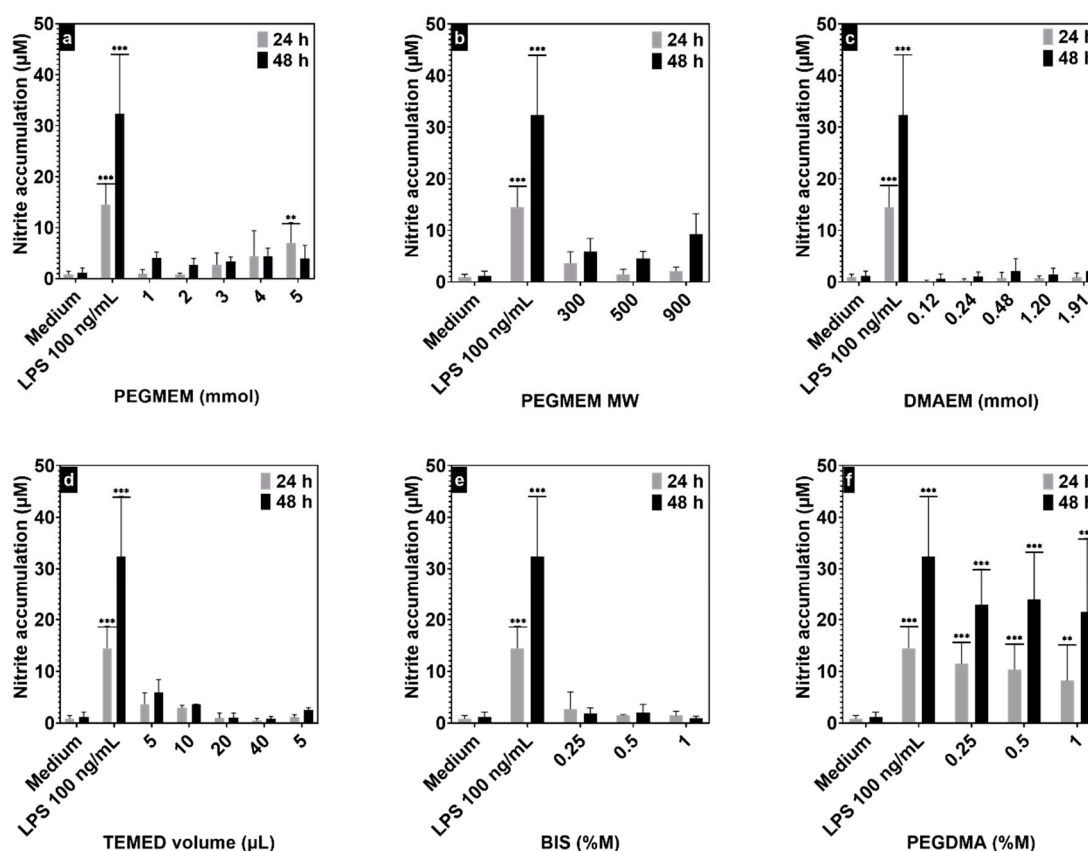 a
Nitrite accumulation (µM)
50
40
30
20
10
0
24 h
48 h
***
***
**
Medium
LPS 100 ng/mL
1
2
3
4
5
PEGMEM (mmol)
b
Nitrite accumulation (µM)
50
40
30
20
10
0
24 h
48 h
***
***
Medium
LPS 100 ng/mL
300
500
900
PEGMEM MW
c
Nitrite accumulation (µM)
50
40
30
20
10
0
24 h
48 h
***
***
Medium
LPS 100 ng/mL
0.12
0.24
0.48
1.20
1.91
DMAEM (mmol)
d
Nitrite accumulation (µM)
50
40
30
20
10
0
24 h
48 h
***
***
Medium
LPS 100 ng/mL
5
10
20
40
5
TEMED volume (µL)
e
Nitrite accumulation (µM)
50
40
30
20
10
0
24 h
48 h
***
***
Medium
LPS 100 ng/mL
0.25
0.5
1
BIS (%M)
f
Nitrite accumulation (µM)
50
40
30
20
10
0
24 h
48 h
***
***
***
***
***
***
**
Medium
LPS 100 ng/mL
0.25
0.5
1
PEGDMA (%M)